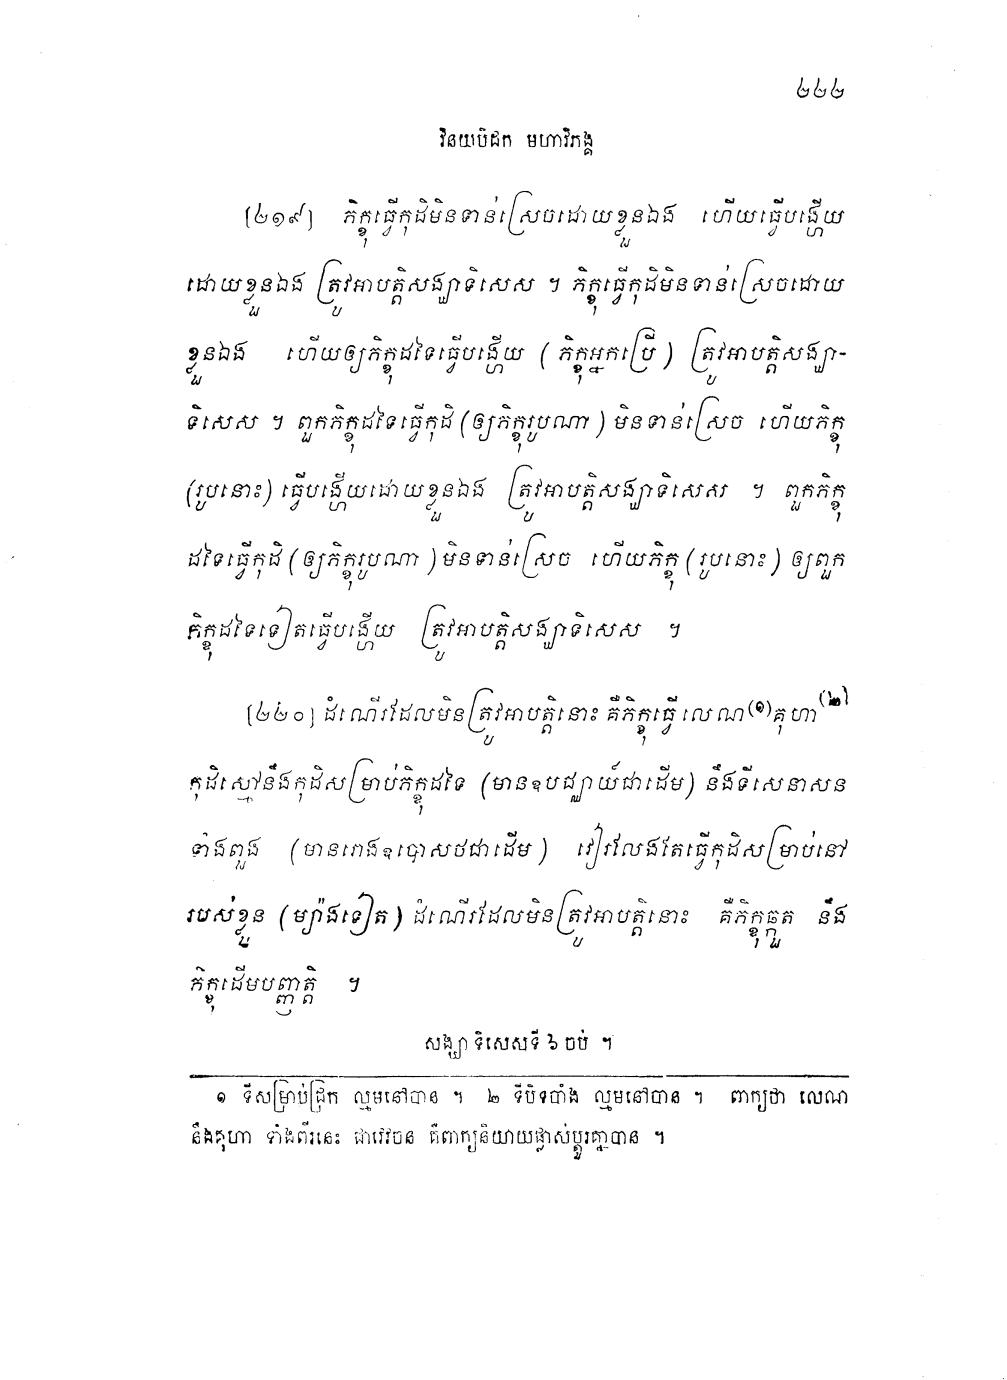 ២២២
វិនយបិដក មហាវិភង្គ
[២១៩] ភិក្ខុធ្វើកុដិមិនទាន់ស្រេចដោយខ្លួនឯង ហើយធ្វើបង្ហើយ
ដោយខ្លួនឯង ត្រូវអាបត្តិសង្ឃាទិសេស ។ ភិក្ខុធ្វើកុដិមិនទាន់ស្រេចដោយ
ខ្លួនឯង ហើយឲ្យភិក្ខុដទៃធ្វើបង្ហើយ (ភិក្ខុអ្នកប្រើ) ត្រូវអាបត្តិសង្ឃា-
ទិសេស ។ ពួកភិក្ខុដទៃធ្វើកុដិ (ឲ្យភិក្ខុរូបណា) មិនទាន់ស្រេច ហើយភិក្ខុ
(រូបនោះ) ធ្វើបង្ហើយដោយខ្លួនឯង ត្រូវអាបត្តិសង្ឃាទិសេស ។ ពួកភិក្ខុ
ដទៃធ្វើកុដិ (ឲ្យភិក្ខុរូបណា) មិនទាន់ស្រេច ហើយភិក្ខុ (រូបនោះ) ឲ្យពួក
ភិក្ខុដទៃទៀតធ្វើបង្ហើយ ត្រូវអាបត្តិសង្ឃាទិសេស ។
[២២០] ដំណើរដែលមិនត្រូវអាបត្តិនោះ គឺភិក្ខុធ្វើលេណ(១)គុហា(២)
កុដិស្មៅនឹងកុដិសម្រាប់ភិក្ខុដទៃ (មានឧបជ្ឈាយ៍ជាដើម) នឹងទីសេនាសន
ទាំងពួង (មានរោងឧបោសថជាដើម) វៀរលែងតែធ្វើកុដិសម្រាប់នៅ
របស់ខ្លួន (ម្យ៉ាងទៀត) ដំណើរដែលមិនត្រូវអាបត្តិនោះ គឺភិក្ខុឆ្កួត នឹង
ភិក្ខុដើមបញ្ញត្តិ ។
សង្ឃាទិសេសទី ៦ ចប់ ។
១ ទីសម្រាប់ជ្រក ល្មមនៅបាន ។ ២ ទីបិទបាំង ល្មមនៅបាន ។ ពាក្យថា លេណ
នឹងគុហា ទាំងពីរនេះ ជាវេវចន គឺពាក្យនិយាយផ្លាស់ប្តូរគ្នាបាន ។